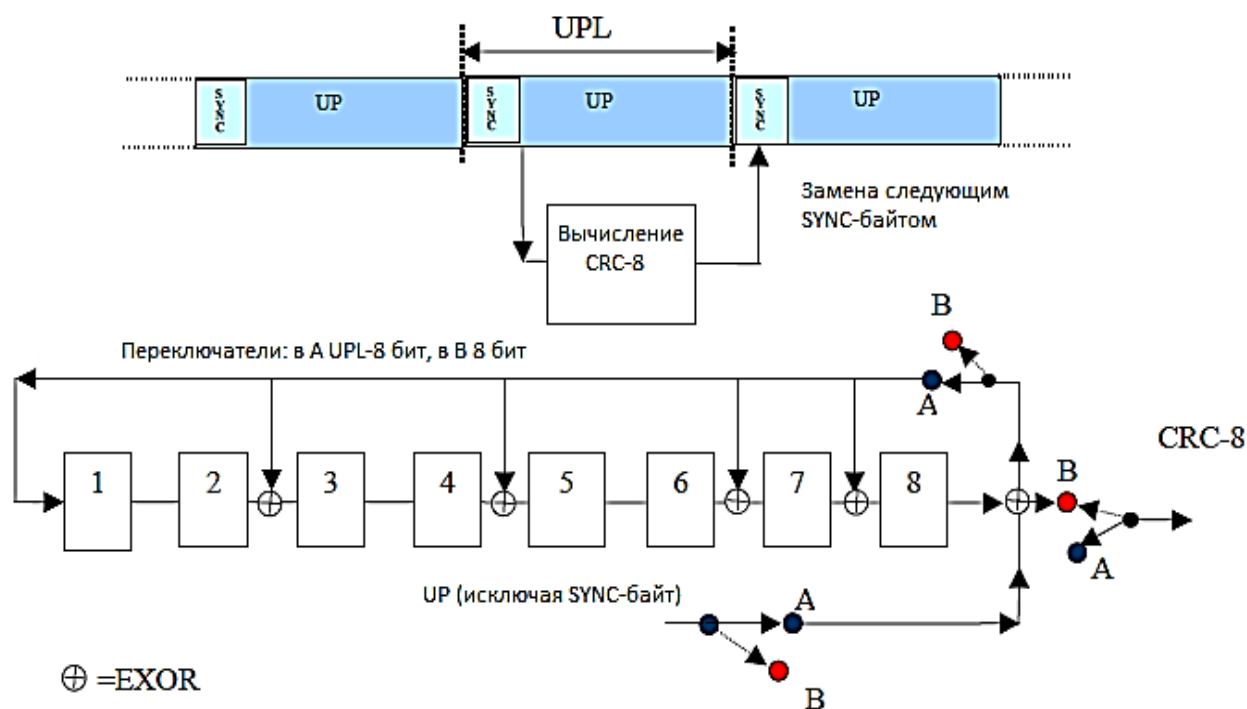 UPL
SYNC
UP
SYNC
UP
SYNC
UP
Вычисление
CRC-8
Замена следующим
SYNC-байтом
Переключатели: в А UPL-8 бит, в В 8 бит
B
A
1
2
3
4
5
6
7
8
CRC-8
B
A
UP (исключая SYNC-байт)
A
B
⊕ =EXOR